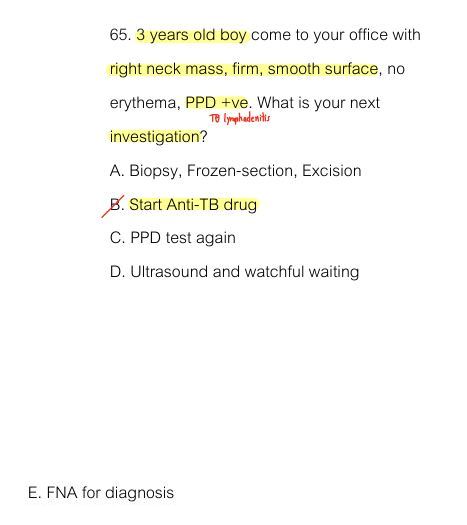 65. 3 years old boy come to your office with
right neck mass, firm, smooth surface, no
erythema, PPD +ve. What is your next
TB lymphadenitis
investigation?
A. Biopsy, Frozen-section, Excision
B. Start Anti-TB drug
C. PPD test again
D. Ultrasound and watchful waiting
E. FNA for diagnosis